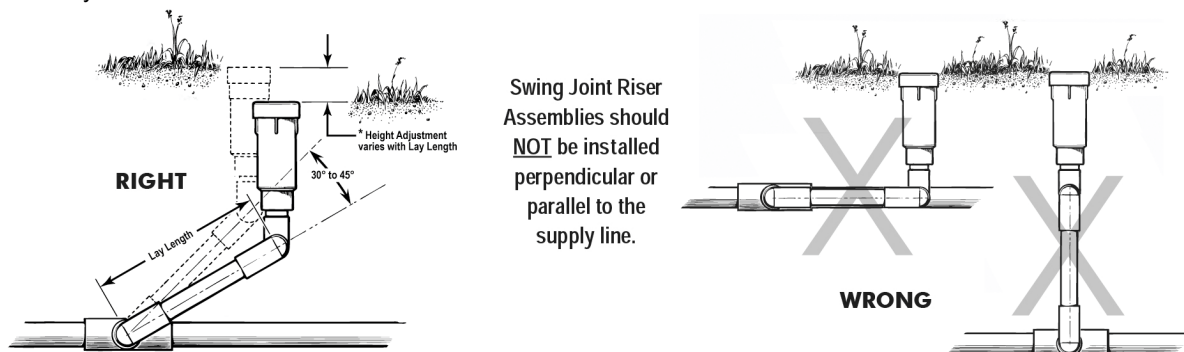 * Height Adjustment
varies with Lay Length
RIGHT
30° to 45°
Lay Length
Swing Joint Riser
Assemblies should
NOT be installed
perpendicular or
parallel to the
supply line.
WRONG